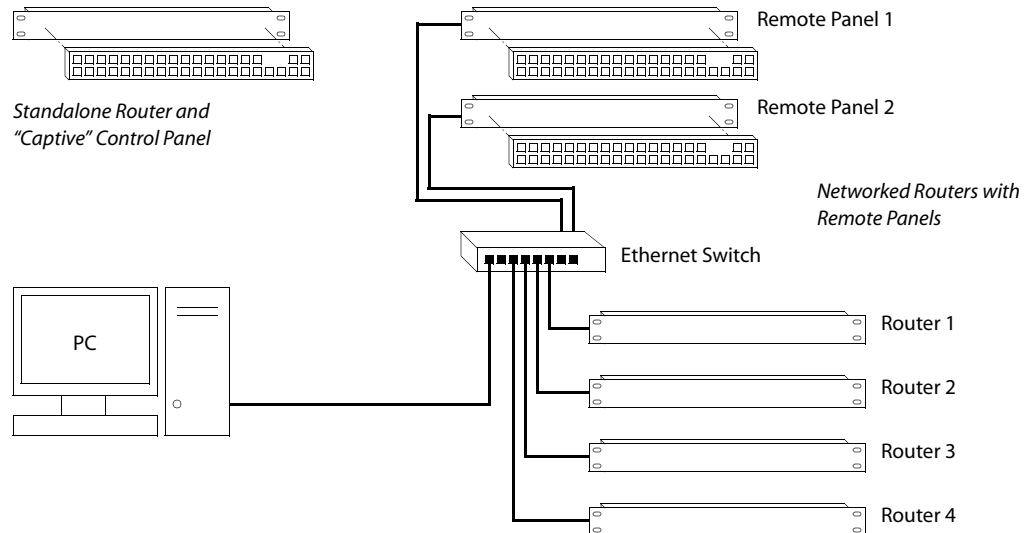 Remote Panel 1
Standalone Router and
“Captive” Control Panel
Remote Panel 2
Networked Routers with
Remote Panels
Ethernet Switch
PC
Router 1
Router 2
Router 3
Router 4